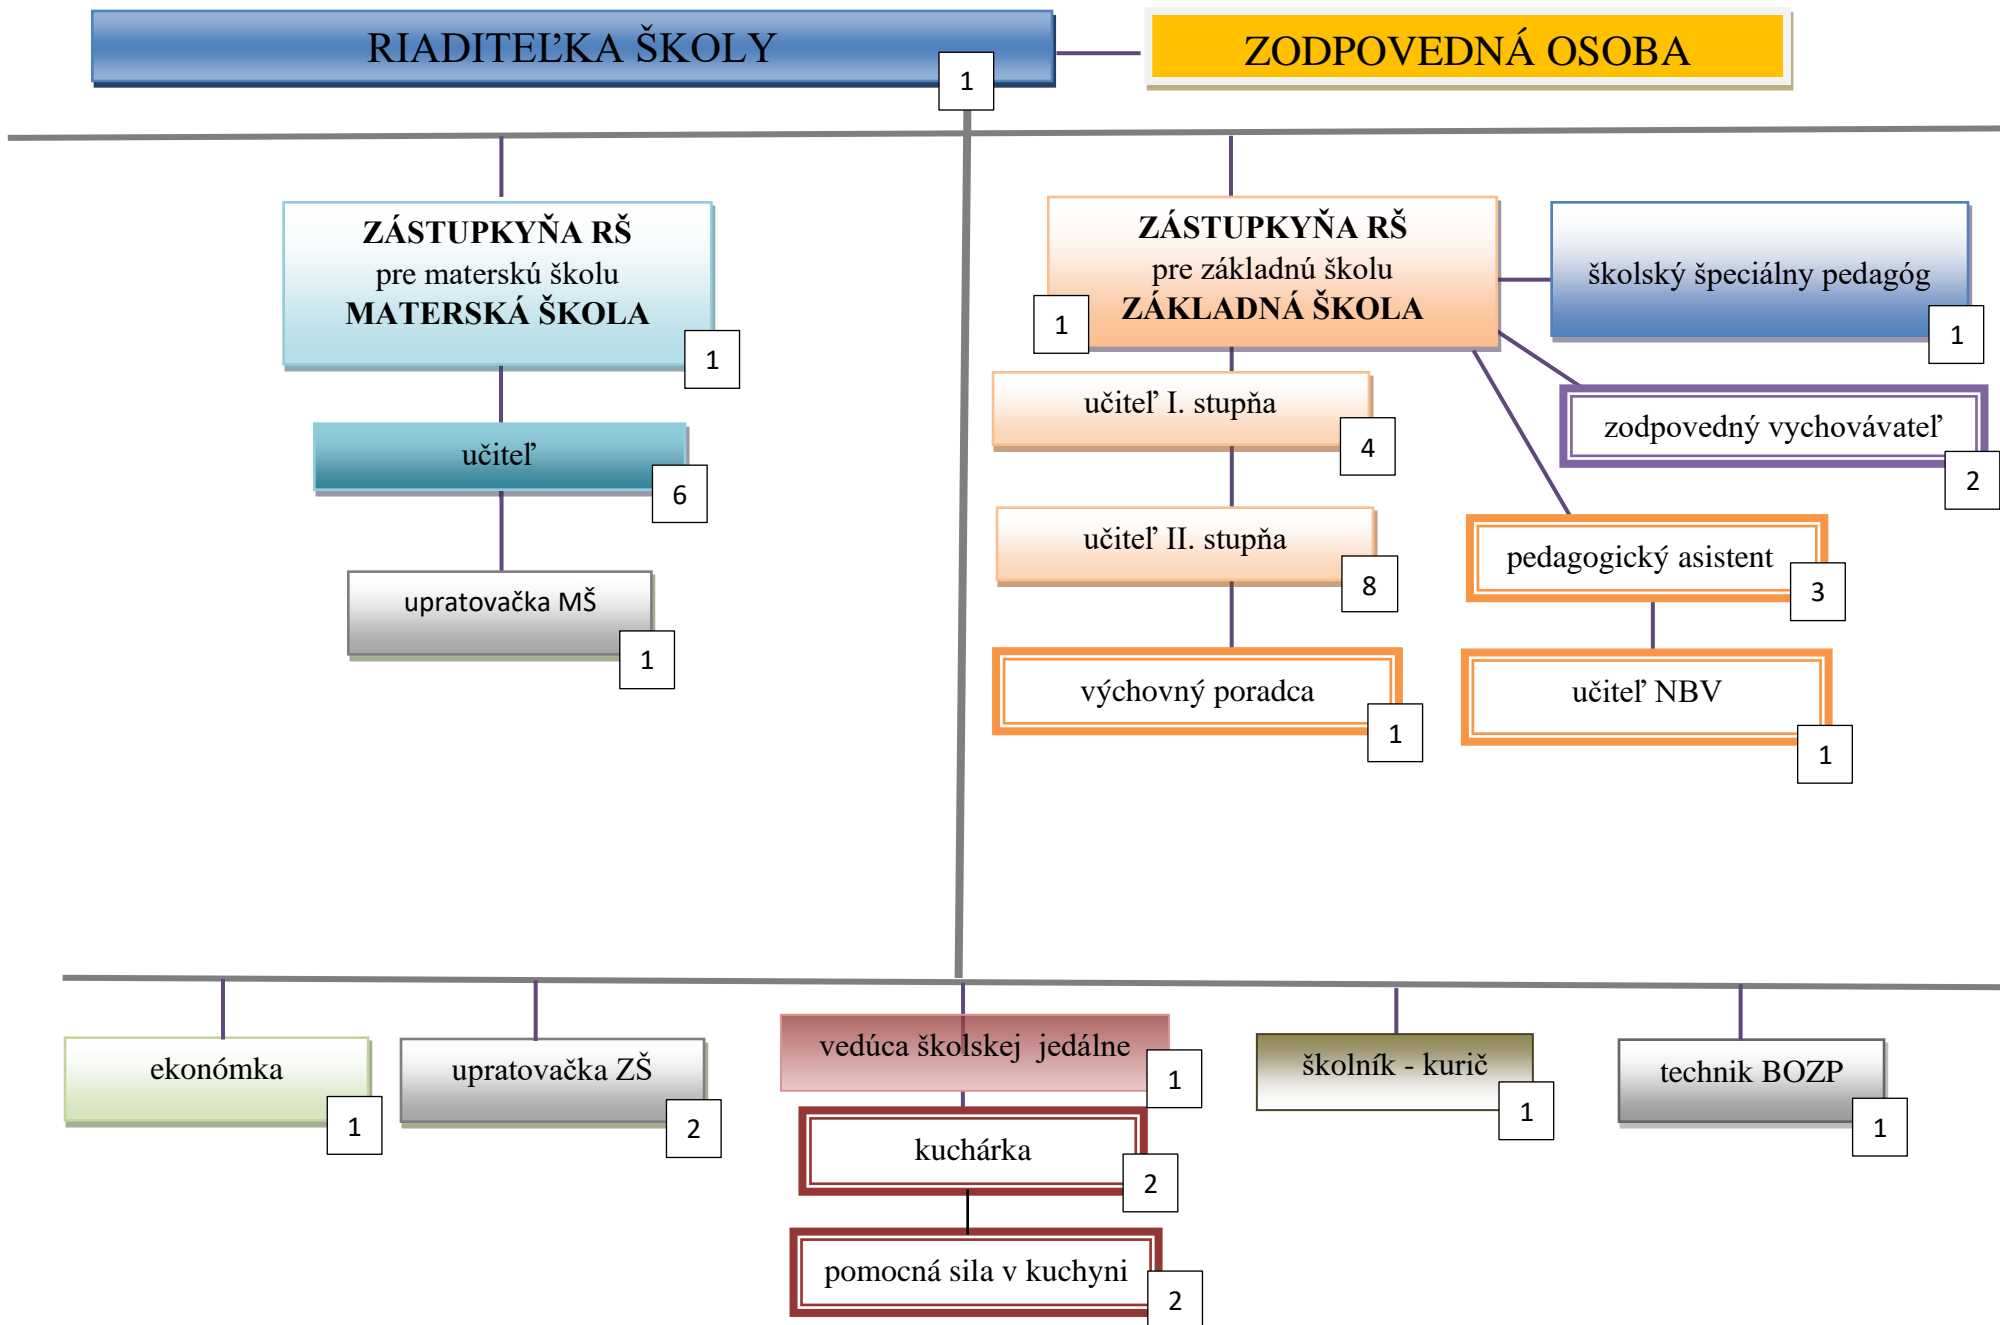 RIADITEĽKA ŠKOLY
1
ZODPOVEDNÁ OSOBA
ZÁSTUPKYŇA RŠ
pre materskú školu
MATERSKÁ ŠKOLA
1
učiteľ
6
upratovačka MŠ
1
ZÁSTUPKYŇA RŠ
pre základnú školu
ZÁKLADNÁ ŠKOLA
1
školský špeciálny pedagóg
1
učiteľ I. stupňa
4
zodpovedný vychovávateľ
2
učiteľ II. stupňa
8
pedagogický asistent
3
výchovný poradca
1
učiteľ NBV
1
ekonómka
1
upratovačka ZŠ
2
vedúca školskej  jedálne
1
kuchárka
2
pomocná sila v kuchyni
2
školník - kurič
1
technik BOZP
1